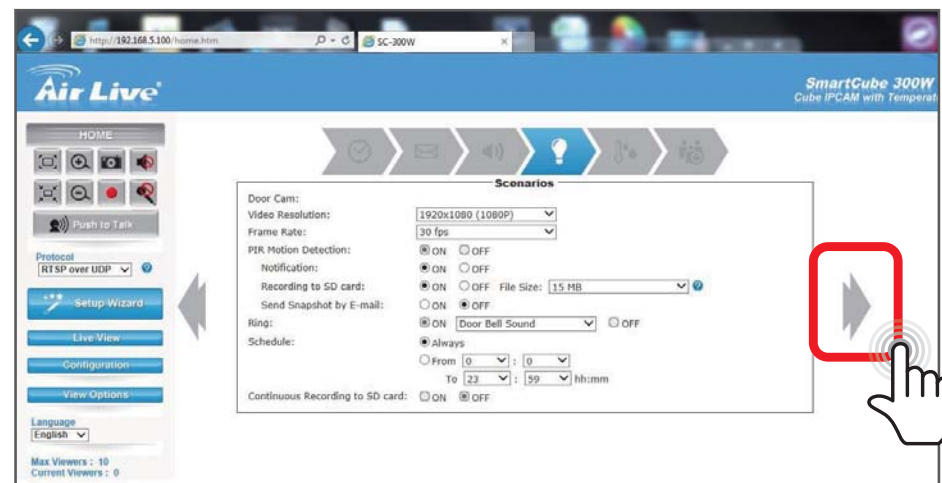 http://192.168.5.100/home.htm
SC-300W
Air Live
SmartCube 300W
Cube IPCAM with Temperat
HOME
Push to Talk
Protocol
RTSP over UDP
Setup Wizard
Live View
Configuration
View Options
Language
English
Max Viewers : 10
Current Viewers : 0
Scenarios
Door Cam:
Video Resolution: 1920x1080 (1080P)
Frame Rate: 30 fps
PIR Motion Detection: ON OFF
Notification: ON OFF
Recording to SD card: ON OFF File Size: 15 MB
Send Snapshot by E-mail: ON OFF
Ring: ON Door Bell Sound OFF
Schedule: Always
From 0 : 0
To 23 : 59 hh:mm
Continuous Recording to SD card: ON OFF